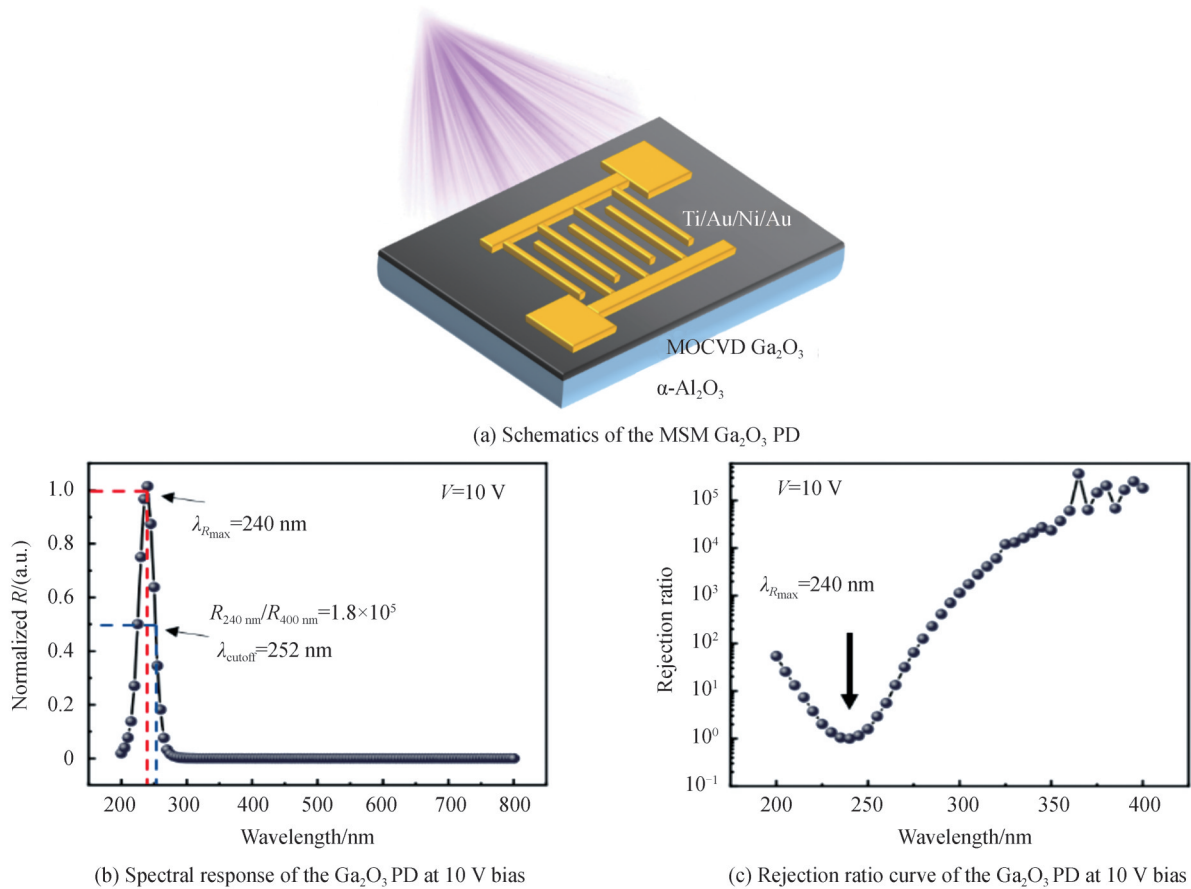 Ti/Au/Ni/Au
MOCVD Ga₂O₃
α-Al₂O₃
(a) Schematics of the MSM Ga₂O₃ PD
Normalized R/(a.u.)
1.0
0.8
0.6
0.4
0.2
0
V=10 V
λRmax=240 nm
R240 nm/R400 nm=1.8×10⁵
λcutoff=252 nm
200 300 400 500 600 700 800
Wavelength/nm
(b) Spectral response of the Ga₂O₃ PD at 10 V bias
Rejection ratio
10⁵
10⁴
10³
10²
10¹
10⁰
10⁻¹
V=10 V
λRmax=240 nm
200 250 300 350 400
Wavelength/nm
(c) Rejection ratio curve of the Ga₂O₃ PD at 10 V bias